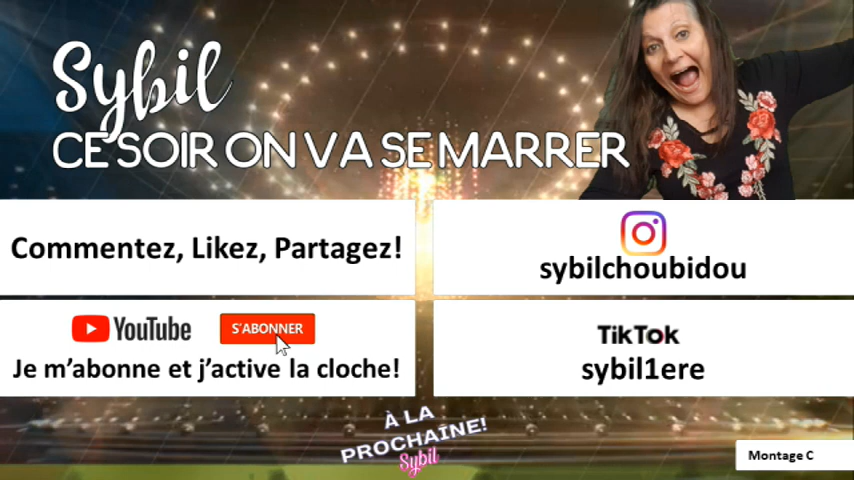 Sybil
CE SOIR ON VA SE MARRER
Commentez, Likez, Partagez!
sybilchoubidou
YouTube S'ABONNER
Je m'abonne et j'active la cloche!
TikTok
sybil1ere
À LA
PROCHAÎNE!
Sybil
Montage C